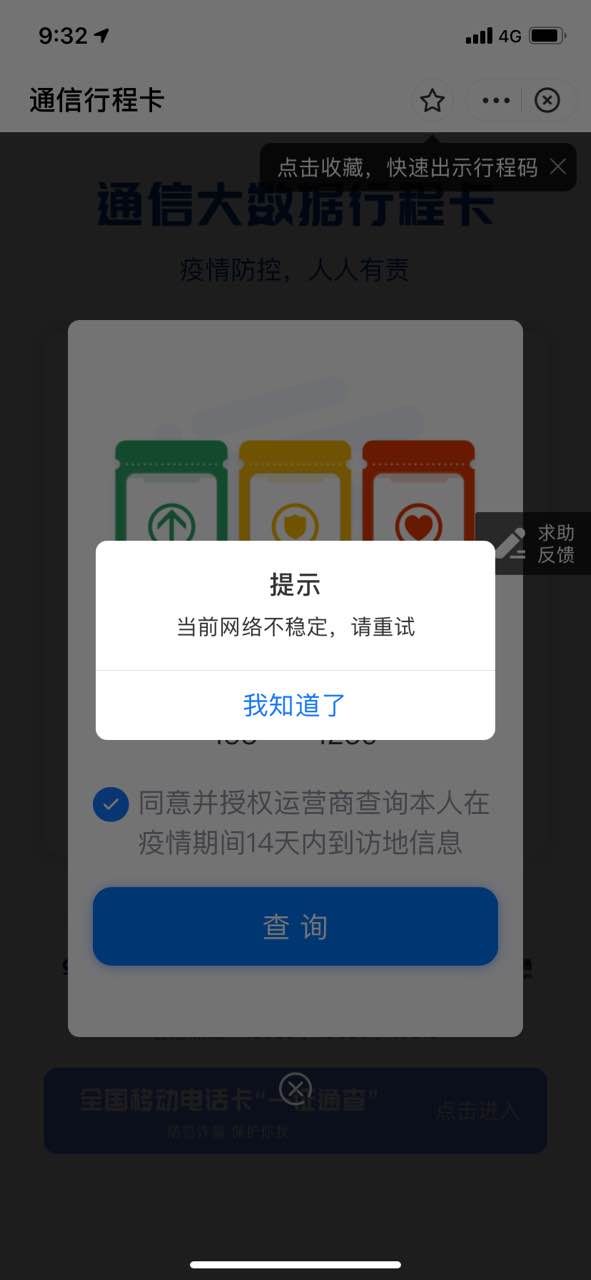 9:32
4G
通信行程卡
点击收藏，快速出示行程码
通信大数据行程卡
疫情防控，人人有责
求助
反馈
提示
当前网络不稳定，请重试
我知道了
同意并授权运营商查询本人在
疫情期间14天内到访地信息
查 询
全国移动电话卡“一证通查”
点击进入
防范诈骗 保护你我